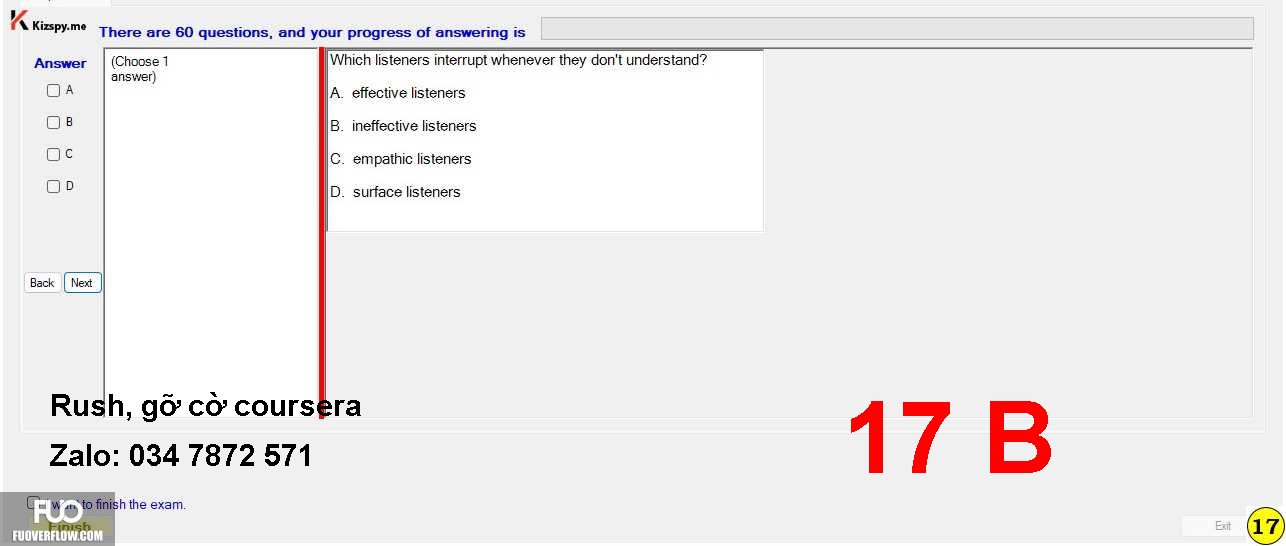 Kizspy.me
There are 60 questions, and your progress of answering is
Answer
A
B
C
D
Back
Next
(Choose 1
answer)
Which listeners interrupt whenever they don't understand?
A. effective listeners
B. ineffective listeners
C. empathic listeners
D. surface listeners
Rush, gỡ cờ coursera
Zalo: 034 7872 571
17 B
I want to finish the exam.
Finish
FUO
FUOVERFLOW.COM
Exit
17